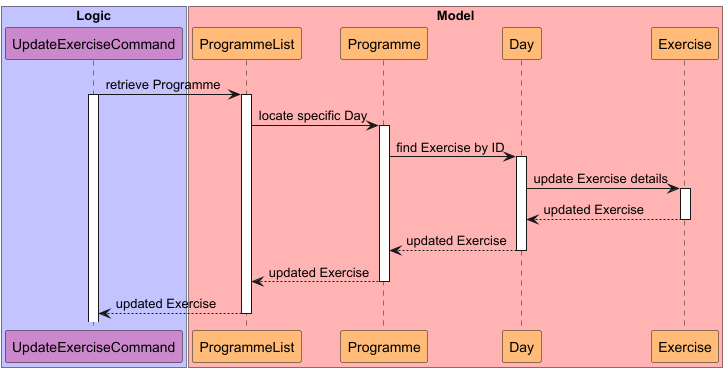 Logic
Model
UpdateExerciseCommand
ProgrammeList
Programme
Day
Exercise
retrieve Programme
locate specific Day
find Exercise by ID
update Exercise details
updated Exercise
updated Exercise
updated Exercise
updated Exercise
UpdateExerciseCommand
ProgrammeList
Programme
Day
Exercise